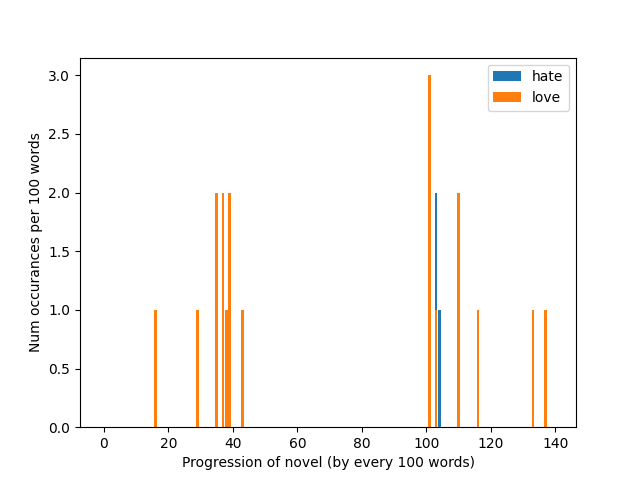 3.0
2.5
2.0
1.5
1.0
0.5
0.0
Num occurances per 100 words
hate
love
0 20 40 60 80 100 120 140
Progression of novel (by every 100 words)